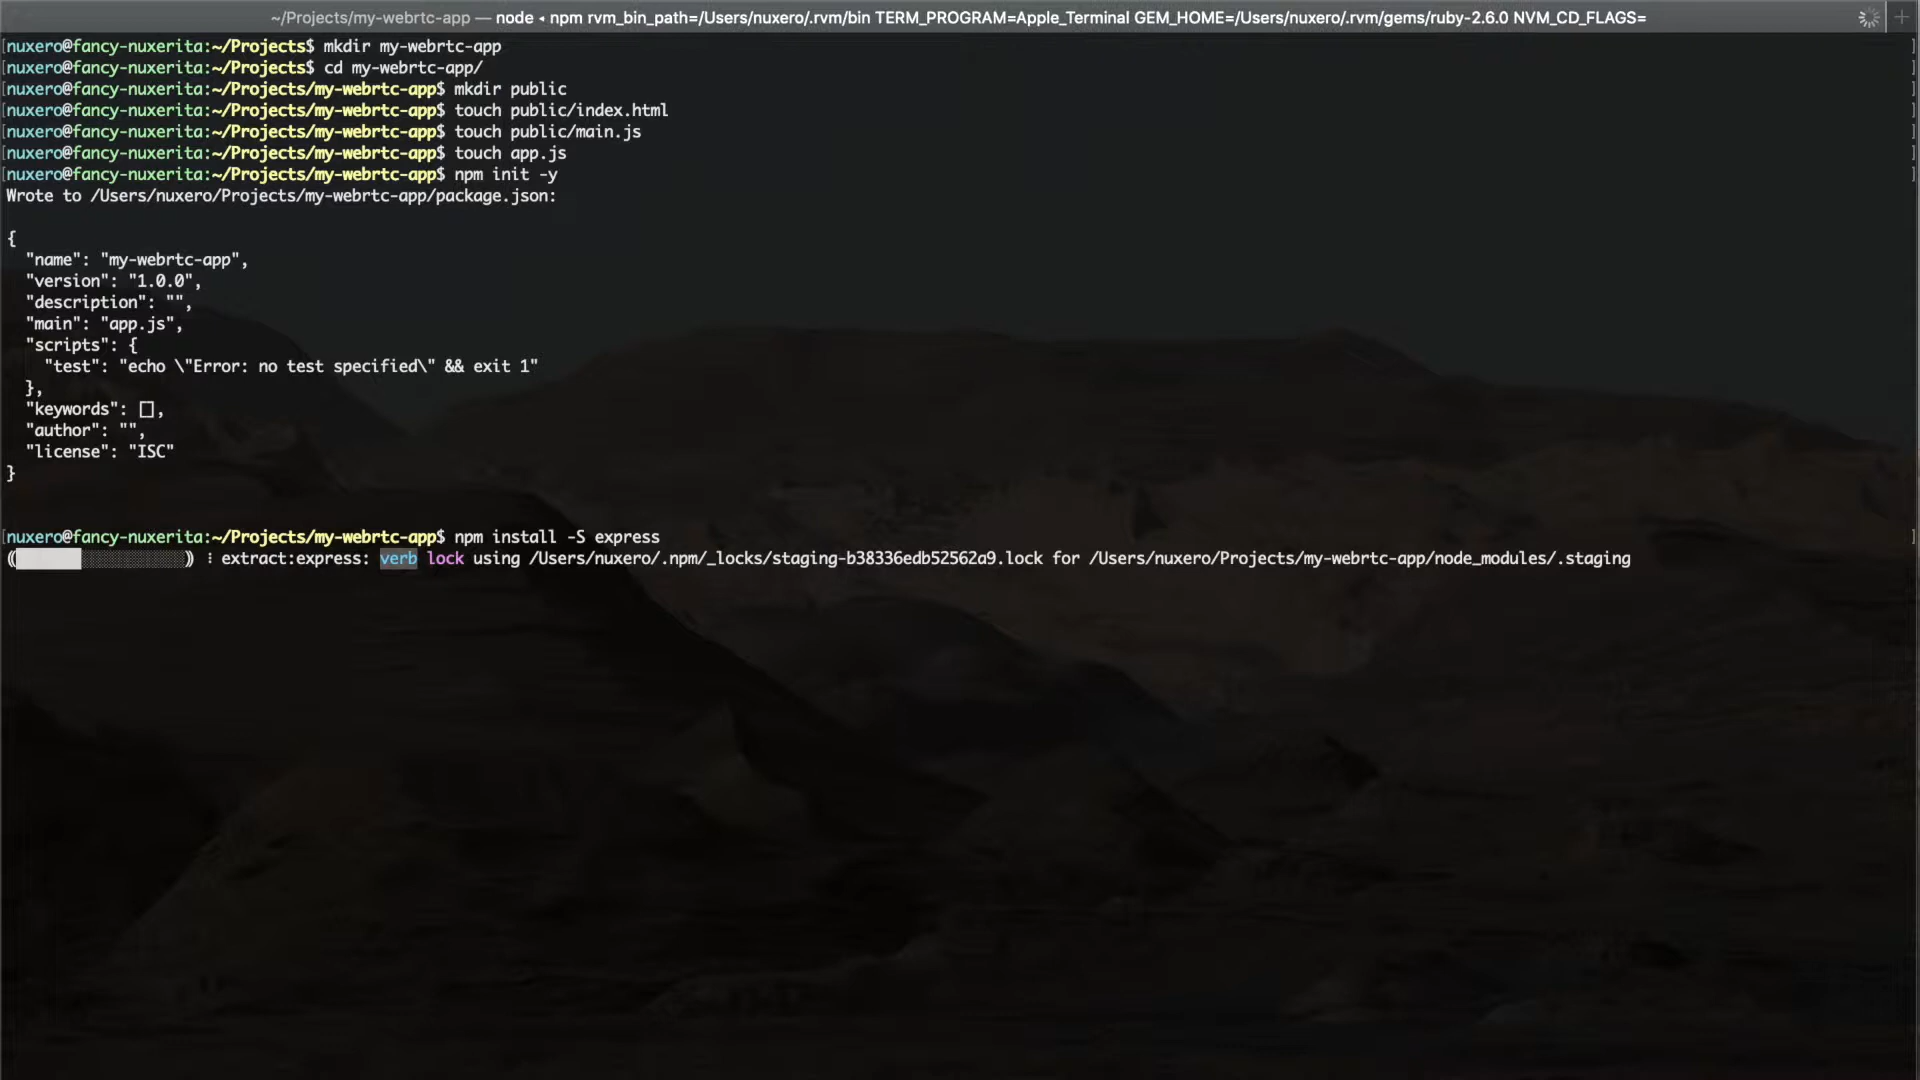 ~/Projects/my-webrtc-app — node ◂ npm rvm_bin_path=/Users/nuxero/.rvm/bin TERM_PROGRAM=Apple_Terminal GEM_HOME=/Users/nuxero/.rvm/gems/ruby-2.6.0 NVM_CD_FLAGS=
[nuxero@fancy-nuxerita:~/Projects$ mkdir my-webrtc-app ]
[nuxero@fancy-nuxerita:~/Projects$ cd my-webrtc-app/ ]
[nuxero@fancy-nuxerita:~/Projects/my-webrtc-app$ mkdir public ]
[nuxero@fancy-nuxerita:~/Projects/my-webrtc-app$ touch public/index.html ]
[nuxero@fancy-nuxerita:~/Projects/my-webrtc-app$ touch public/main.js ]
[nuxero@fancy-nuxerita:~/Projects/my-webrtc-app$ touch app.js ]
[nuxero@fancy-nuxerita:~/Projects/my-webrtc-app$ npm init -y ]
Wrote to /Users/nuxero/Projects/my-webrtc-app/package.json:
{
  "name": "my-webrtc-app",
  "version": "1.0.0",
  "description": "",
  "main": "app.js",
  "scripts": {
    "test": "echo \"Error: no test specified\" && exit 1"
  },
  "keywords": [],
  "author": "",
  "license": "ISC"
}
[nuxero@fancy-nuxerita:~/Projects/my-webrtc-app$ npm install -S express ]
⸨░░░░░░⸩ ⠸ extract:express: verb lock using /Users/nuxero/.npm/_locks/staging-b38336edb52562a9.lock for /Users/nuxero/Projects/my-webrtc-app/node_modules/.staging